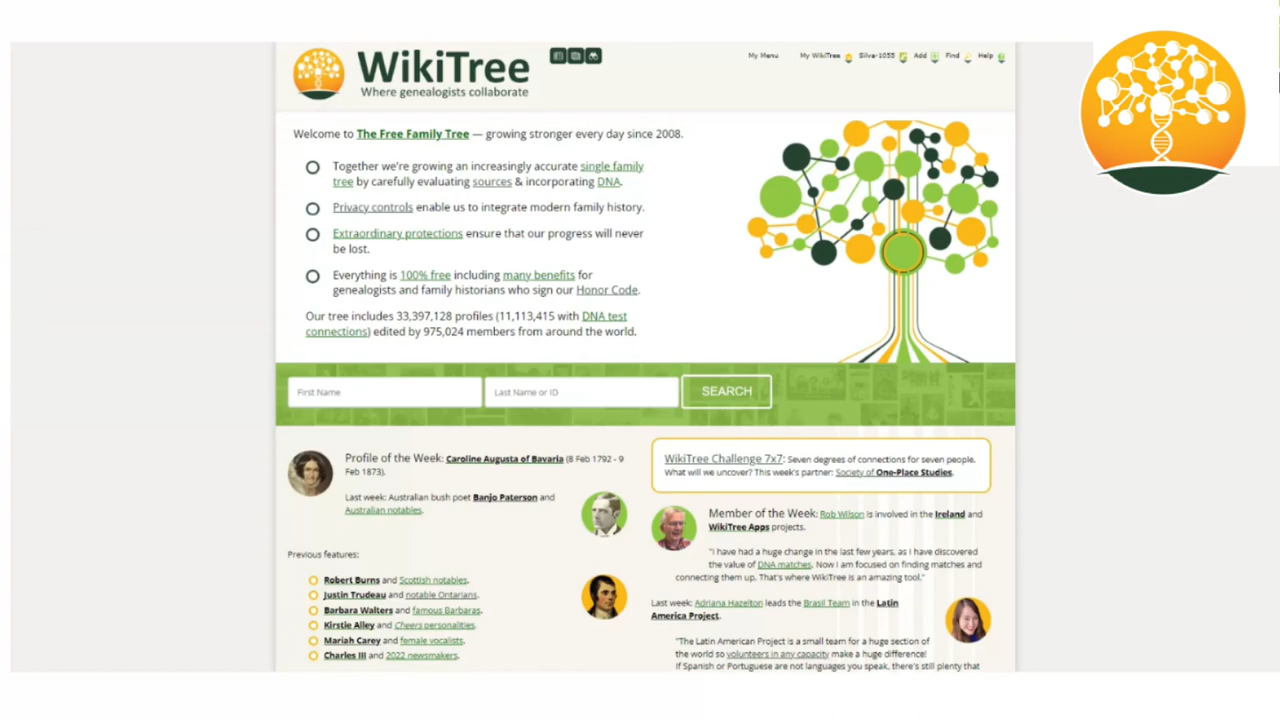 WikiTree
Where genealogists collaborate
My Menu My WikiTree Silva-1055 Add Find Help
Welcome to The Free Family Tree — growing stronger every day since 2008.
Together we're growing an increasingly accurate single family
tree by carefully evaluating sources & incorporating DNA.
Privacy controls enable us to integrate modern family history.
Extraordinary protections ensure that our progress will never
be lost.
Everything is 100% free including many benefits for
genealogists and family historians who sign our Honor Code.
Our tree includes 33,397,128 profiles (11,113,415 with DNA test
connections) edited by 975,024 members from around the world.
First Name Last Name or ID SEARCH
Profile of the Week: Caroline Augusta of Bavaria (8 Feb 1792 - 9
Feb 1873).
Last week: Australian bush poet Banjo Paterson and
Australian notables.
Previous features:
Robert Burns and Scottish notables.
Justin Trudeau and notable Ontarians.
Barbara Walters and famous Barbaras.
Kirstie Alley and Cheers personalities.
Mariah Carey and female vocalists.
Charles III and 2022 newsmakers.
WikiTree Challenge 7x7: Seven degrees of connections for seven people.
What will we uncover? This week's partner: Society of One-Place Studies.
Member of the Week: Rob Wilson is involved in the Ireland and
WikiTree Apps projects.
"I have had a huge change in the last few years, as I have discovered
the value of DNA matches. Now I am focused on finding matches and
connecting them up. That's where WikiTree is an amazing tool."
Last week: Adriana Hazelton leads the Brasil Team in the Latin
America Project.
"The Latin American Project is a small team for a huge section of
the world so volunteers in any capacity make a huge difference!
If Spanish or Portuguese are not languages you speak, there's still plenty that